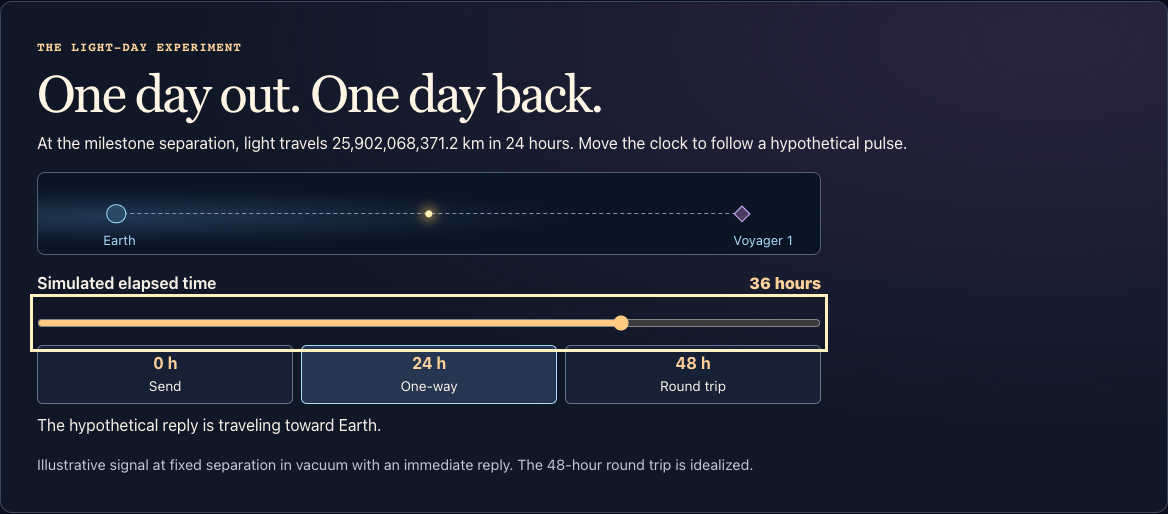 THE LIGHT-DAY EXPERIMENT
One day out. One day back.
At the milestone separation, light travels 25,902,068,371.2 km in 24 hours. Move the clock to follow a hypothetical pulse.
Earth
Voyager 1
Simulated elapsed time
36 hours
0 h
Send
24 h
One-way
48 h
Round trip
The hypothetical reply is traveling toward Earth.
Illustrative signal at fixed separation in vacuum with an immediate reply. The 48-hour round trip is idealized.